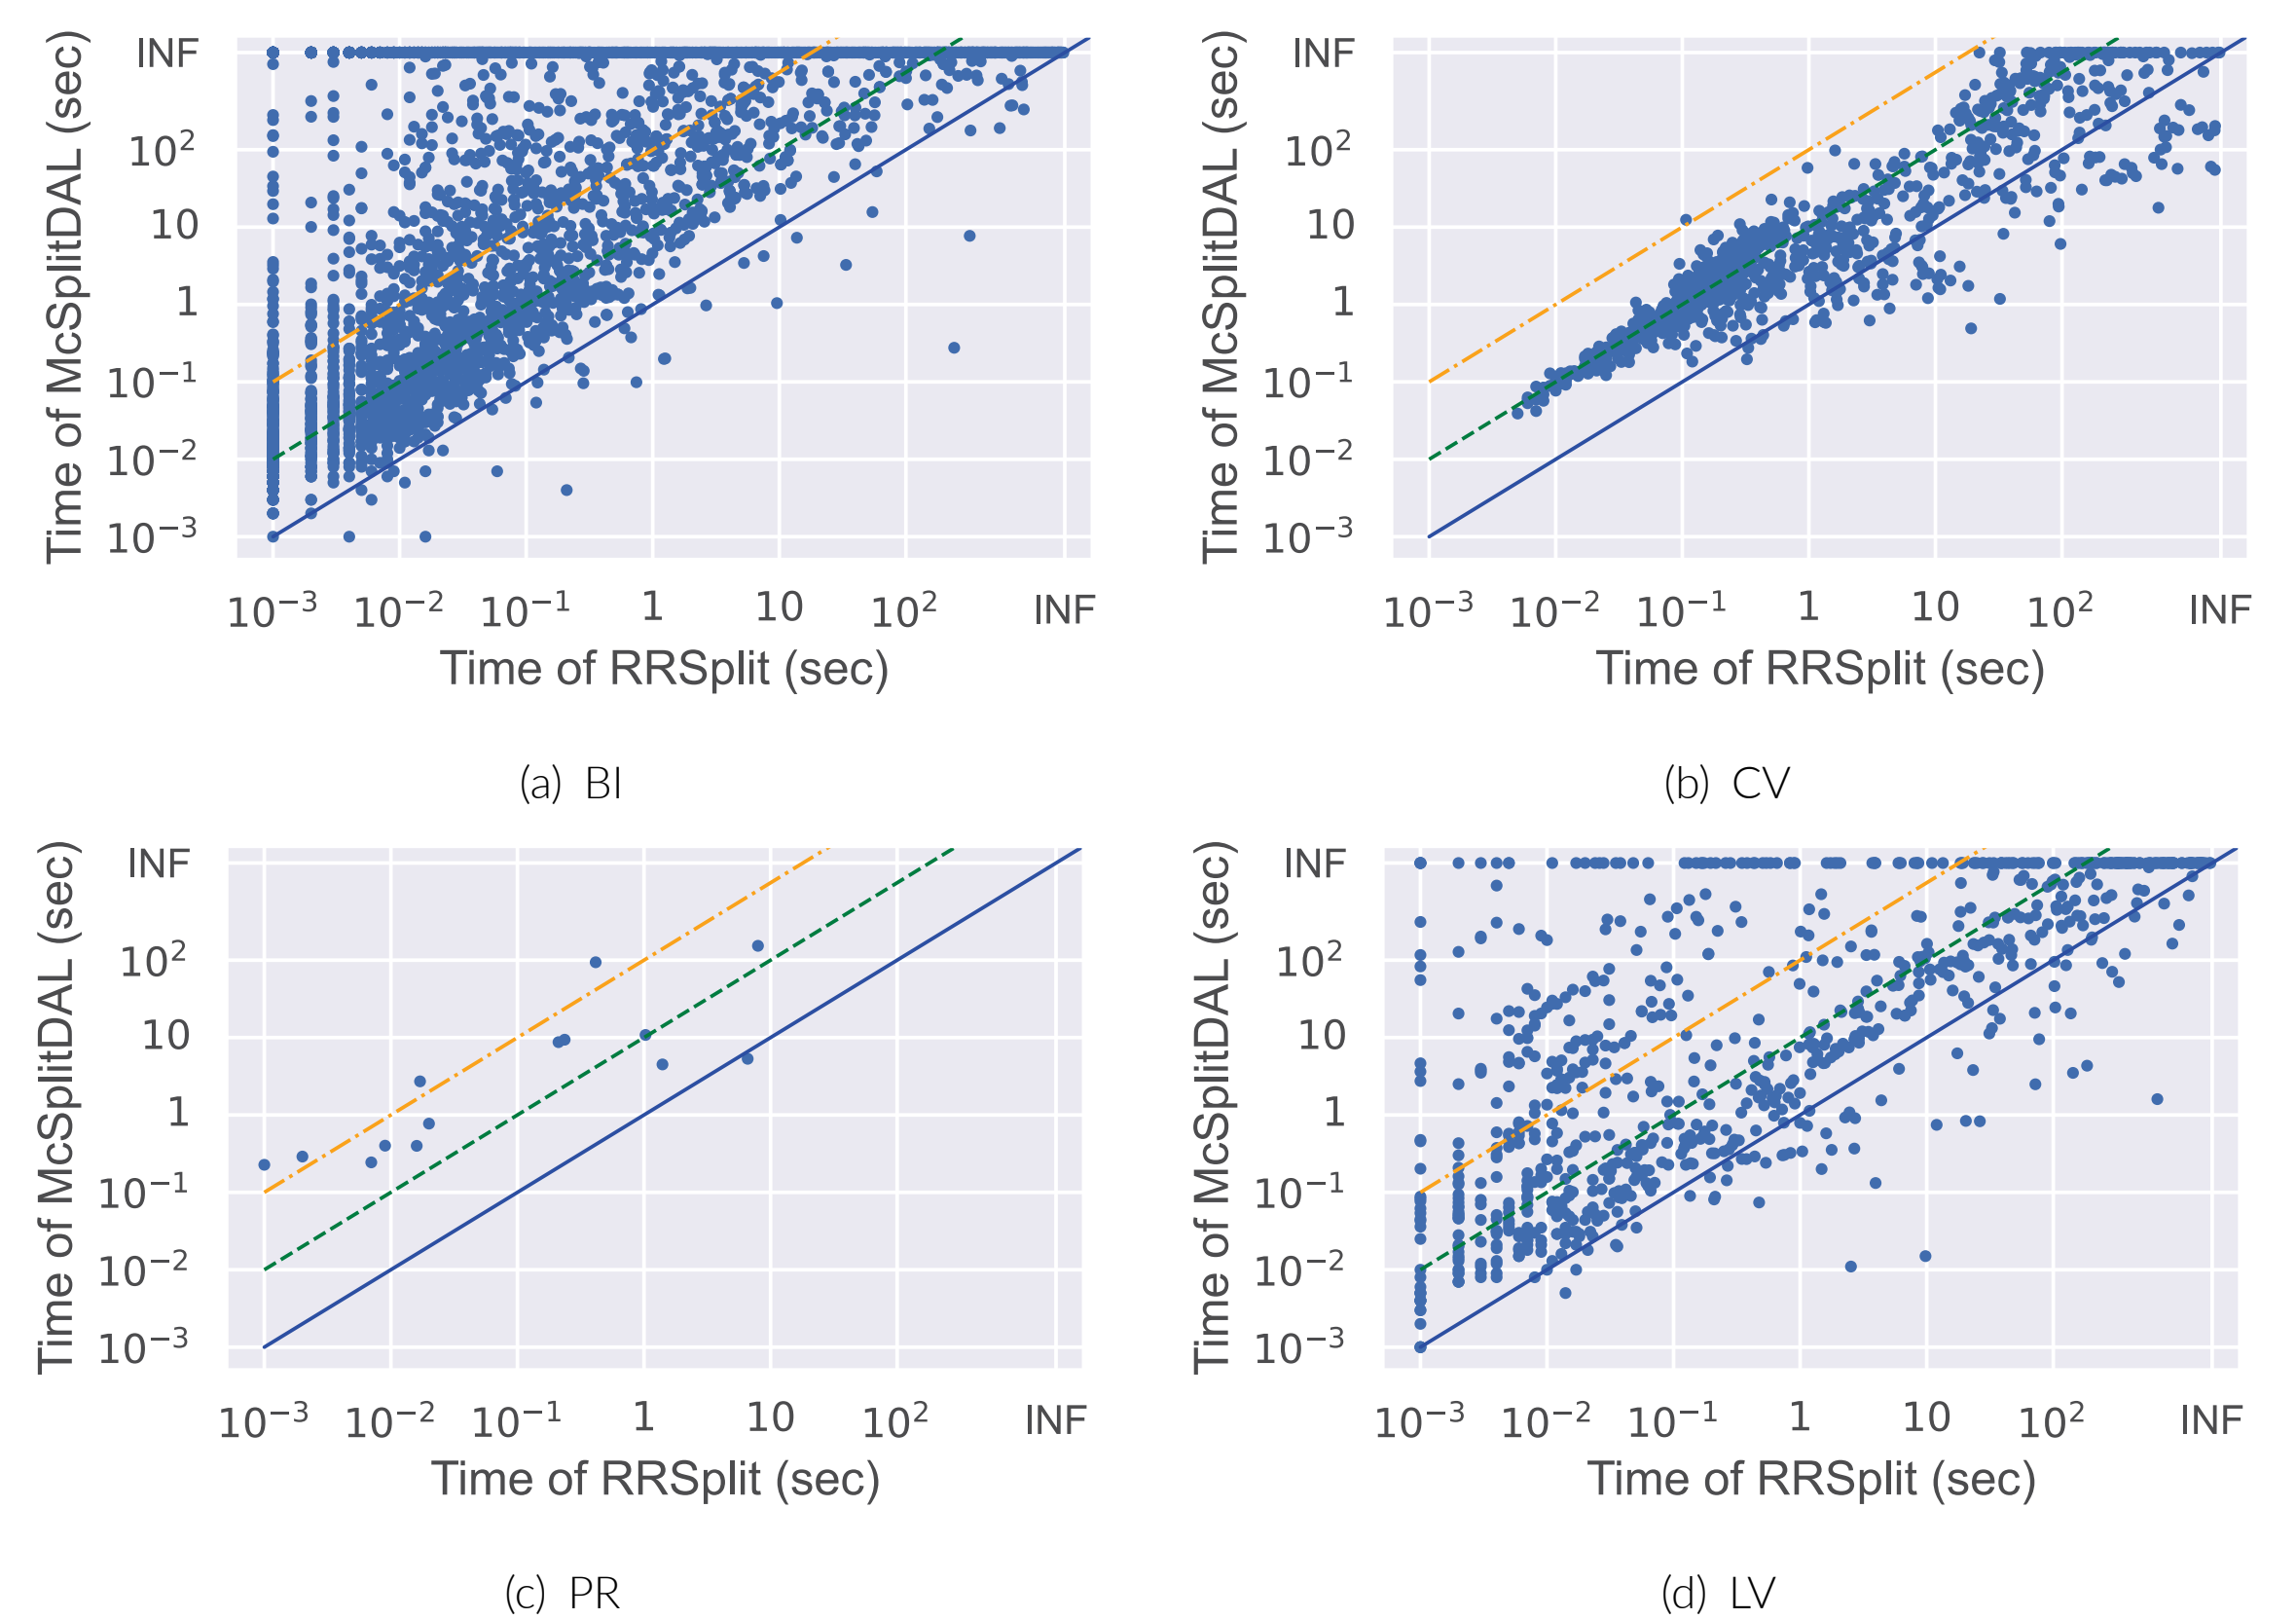 Time of McSplitDAL (sec)
INF
10²
10
1
10⁻¹
10⁻²
10⁻³
10⁻³ 10⁻² 10⁻¹ 1 10 10² INF
Time of RRSplit (sec)
(a) BI
Time of McSplitDAL (sec)
INF
10²
10
1
10⁻¹
10⁻²
10⁻³
10⁻³ 10⁻² 10⁻¹ 1 10 10² INF
Time of RRSplit (sec)
(b) CV
Time of McSplitDAL (sec)
INF
10²
10
1
10⁻¹
10⁻²
10⁻³
10⁻³ 10⁻² 10⁻¹ 1 10 10² INF
Time of RRSplit (sec)
(c) PR
Time of McSplitDAL (sec)
INF
10²
10
1
10⁻¹
10⁻²
10⁻³
10⁻³ 10⁻² 10⁻¹ 1 10 10² INF
Time of RRSplit (sec)
(d) LV